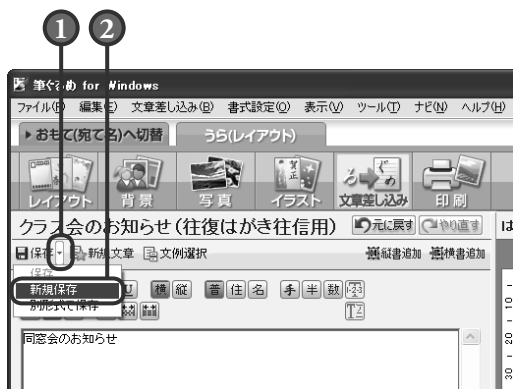 1 2
筆ぐるめ for Windows
ファイル(F) 編集(E) 文章差し込み(B) 書式設定(O) 表示(V) ツール(T) ナビ(N) ヘルプ(H)
▶おもて(宛て名)へ切替 うら(レイアウト)
レイアウト 背景 写真 イラスト 文章差し込み 印刷
クラス会のお知らせ(往復はがき往信用) 元に戻す やり直す は
保存 新規文章 文例選択 縦書追加 横書追加
保存
新規保存 U 横 縦 普 住 名 手 半 数
別形式で保存
同窓会のお知らせ
10
20
30